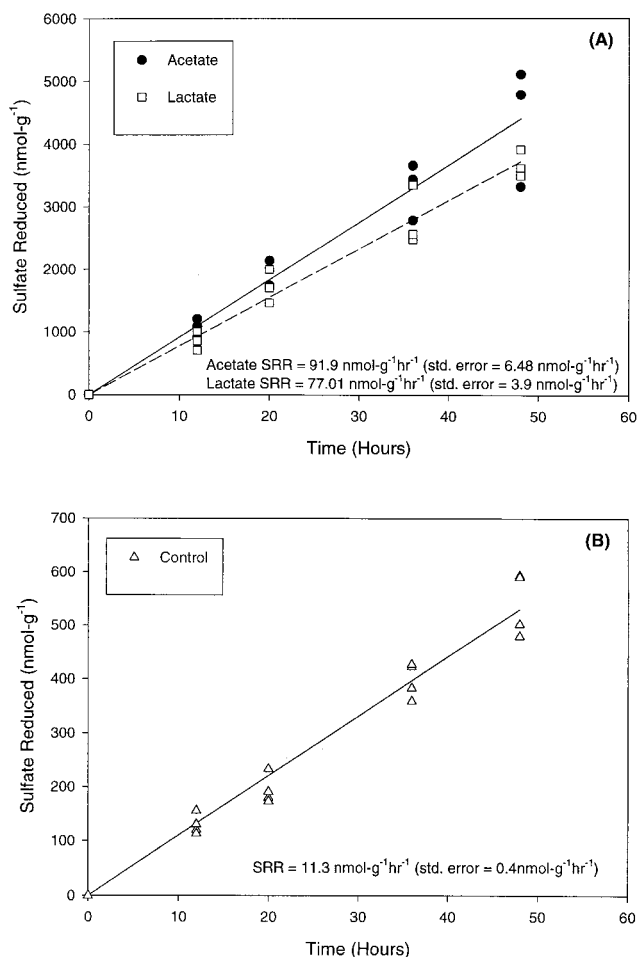 (A)
Acetate
Lactate
6000
5000
4000
3000
2000
1000
0
Sulfate Reduced (nmol-g⁻¹)
Acetate SRR = 91.9 nmol-g⁻¹hr⁻¹ (std. error = 6.48 nmol-g⁻¹hr⁻¹)
Lactate SRR = 77.01 nmol-g⁻¹hr⁻¹ (std. error = 3.9 nmol-g⁻¹hr⁻¹)
0 10 20 30 40 50 60
Time (Hours)
(B)
Control
700
600
500
400
300
200
100
0
Sulfate Reduced (nmol-g⁻¹)
SRR = 11.3 nmol-g⁻¹hr⁻¹ (std. error = 0.4nmol-g⁻¹hr⁻¹)
0 10 20 30 40 50 60
Time (Hours)